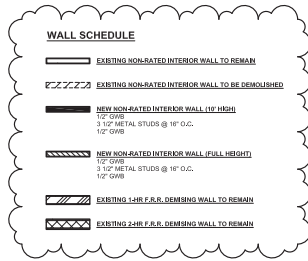 WALL SCHEDULE
EXISTING NON-RATED INTERIOR WALL TO REMAIN
EXISTING NON-RATED INTERIOR WALL TO BE DEMOLISHED
NEW NON-RATED INTERIOR WALL (10' HIGH)
1/2" GWB
3 1/2" METAL STUDS @ 16" O.C.
1/2" GWB
NEW NON-RATED INTERIOR WALL (FULL HEIGHT)
1/2" GWB
3 1/2" METAL STUDS @ 16" O.C.
1/2" GWB
EXISTING 1-HR F.R.R. DEMISING WALL TO REMAIN
EXISTING 2-HR F.R.R. DEMISING WALL TO REMAIN